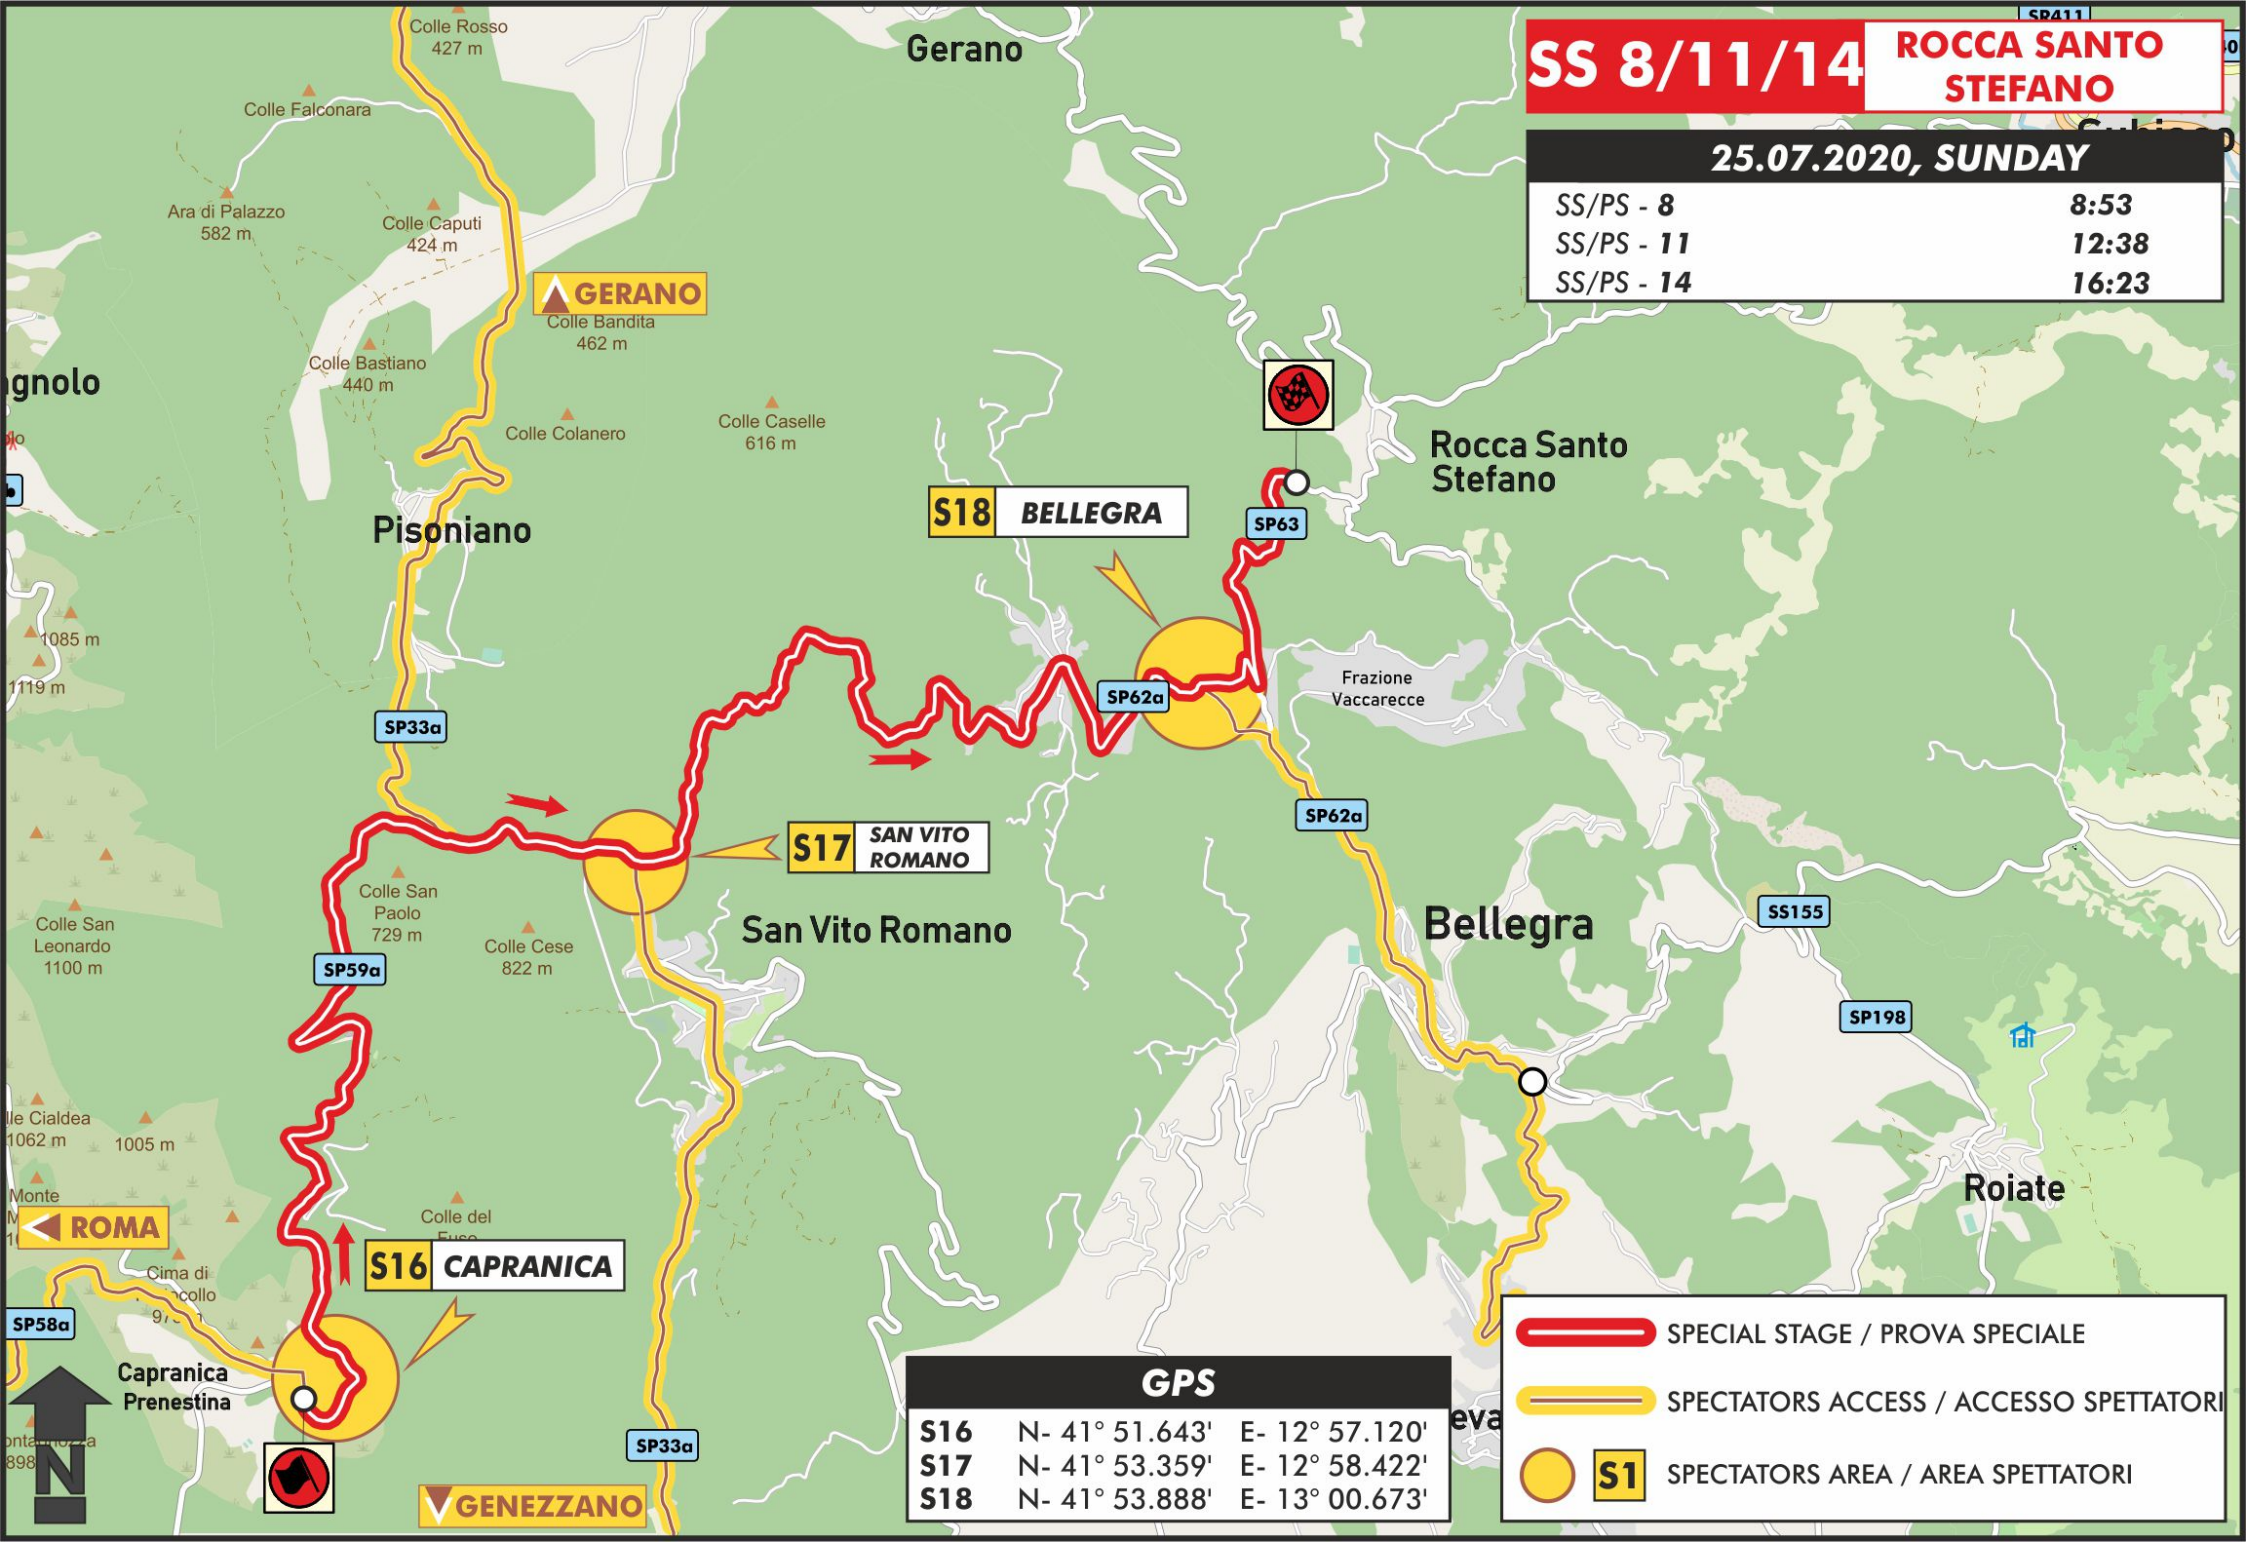 Colle Rosso
427 m
Gerano
SR411
SS 8/11/14
ROCCA SANTO
STEFANO
25.07.2020, SUNDAY
SS/PS - 8 8:53
SS/PS - 11 12:38
SS/PS - 14 16:23
Colle Falconara
Ara di Palazzo
582 m
Colle Caputi
424 m
GERANO
Colle Bandita
462 m
Colle Bastiano
440 m
agnolo
Colle Colanero
Colle Caselle
616 m
Rocca Santo
Stefano
S18 BELLEGRA
SP63
Pisoniano
1085 m
1119 m
SP33a
SP62a
Frazione
Vaccarecce
SP62a
S17 SAN VITO
ROMANO
Colle San
Paolo
729 m
Colle San
Leonardo
1100 m
Colle Cese
822 m
San Vito Romano
Bellegra
SS155
SP59a
SP198
lle Cialdea
1062 m
1005 m
Monte
ROMA
Colle del
Fuso
Roiate
S16 CAPRANICA
Cima di
SP58a
Capranica
Prenestina
898
N
SP33a
GENEZZANO
GPS
S16 N- 41° 51.643' E- 12° 57.120'
S17 N- 41° 53.359' E- 12° 58.422'
S18 N- 41° 53.888' E- 13° 00.673'
eva
SPECIAL STAGE / PROVA SPECIALE
SPECTATORS ACCESS / ACCESSO SPETTATORI
S1 SPECTATORS AREA / AREA SPETTATORI